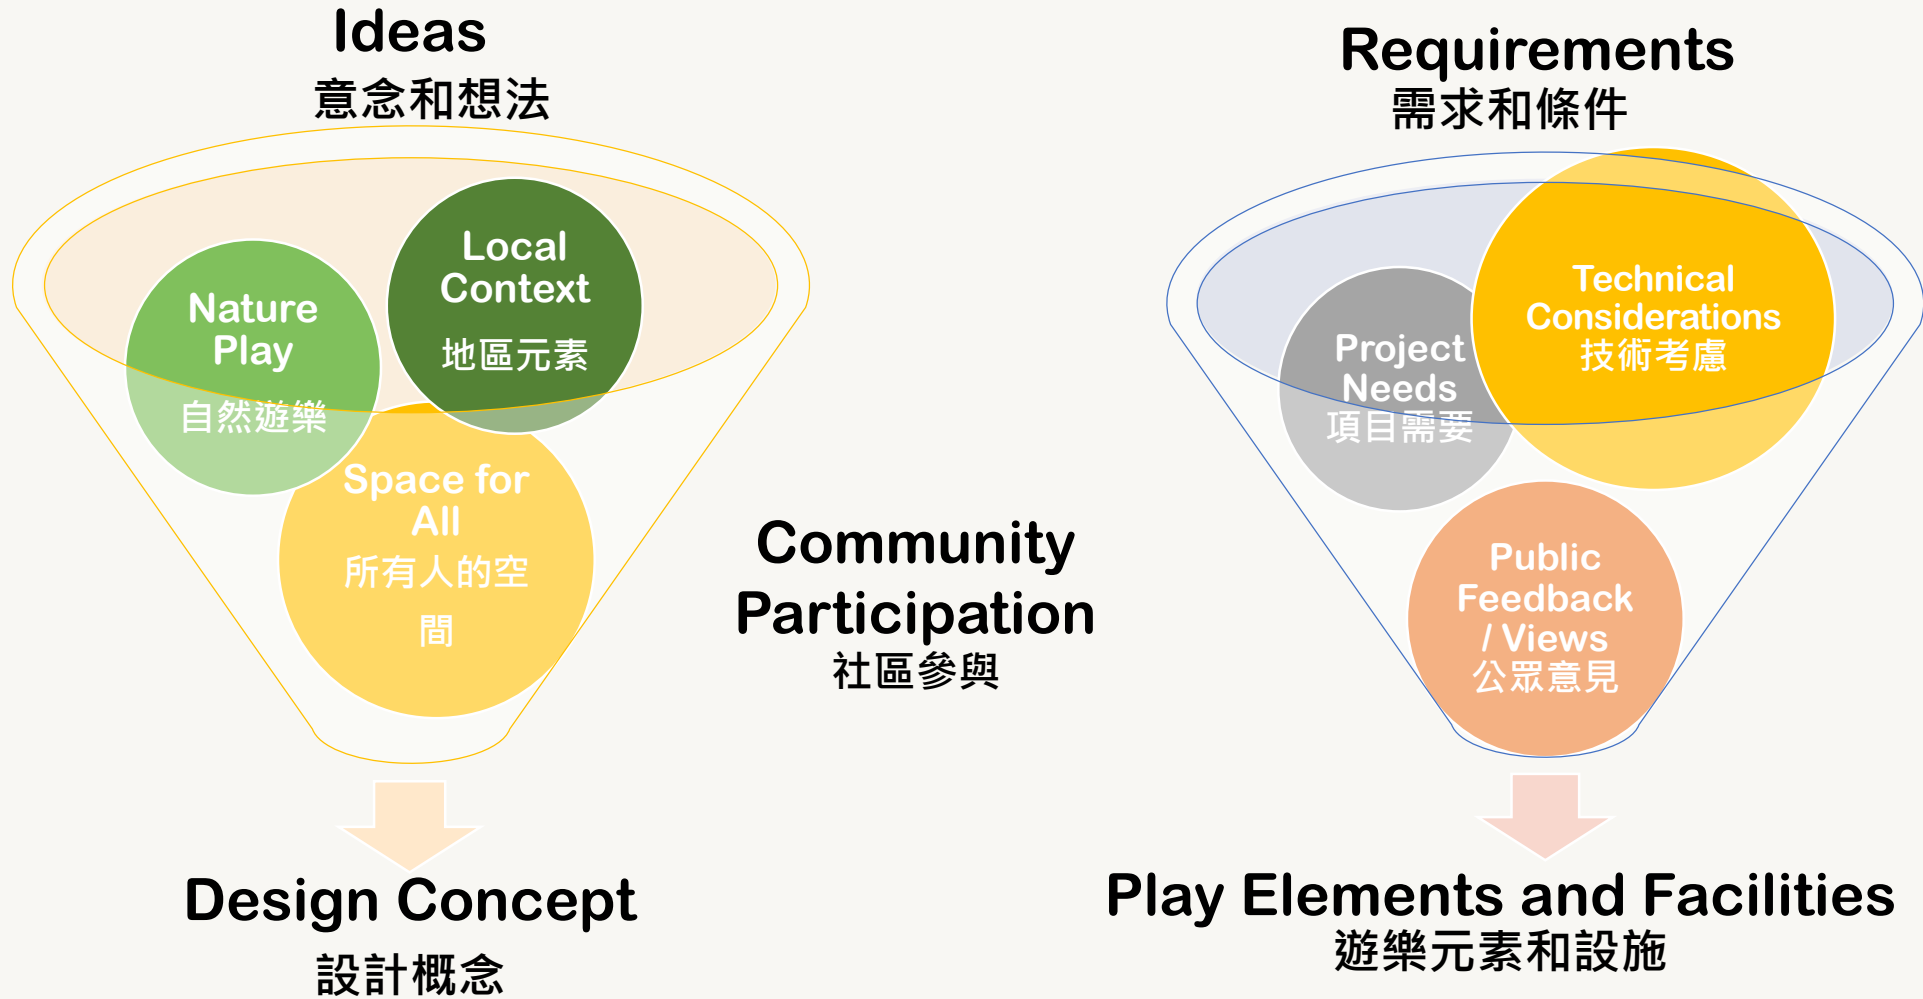 Ideas
意念和想法
Nature
Play
自然遊樂
Local
Context
地區元素
Space for
All
所有人的空
間
Design Concept
設計概念
Community
Participation
社區參與
Requirements
需求和條件
Project
Needs
項目需要
Technical
Considerations
技術考慮
Public
Feedback
/ Views
公眾意見
Play Elements and Facilities
遊樂元素和設施